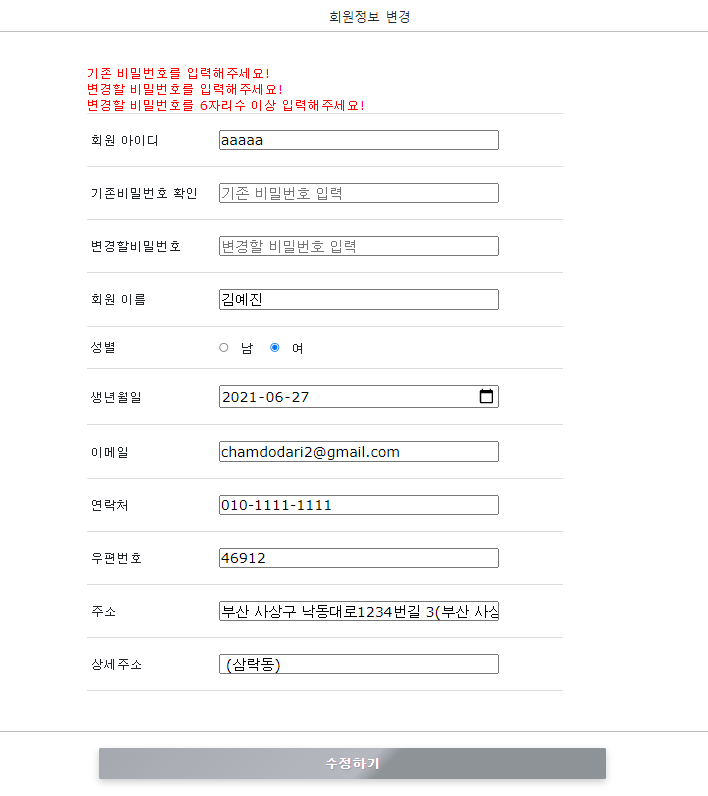 회원정보 변경
기존 비밀번호를 입력해주세요!
변경할 비밀번호를 입력해주세요!
변경할 비밀번호를 6자리수 이상 입력해주세요!
회원 아이디 aaaaa
기존비밀번호 확인 기존 비밀번호 입력
변경할비밀번호 변경할 비밀번호 입력
회원 이름 김예진
성별 남 여
생년월일 2021-06-27
이메일 chamdodari2@gmail.com
연락처 010-1111-1111
우편번호 46912
주소 부산 사상구 낙동대로1234번길 3(부산 사상
상세주소 (삼락동)
수정하기